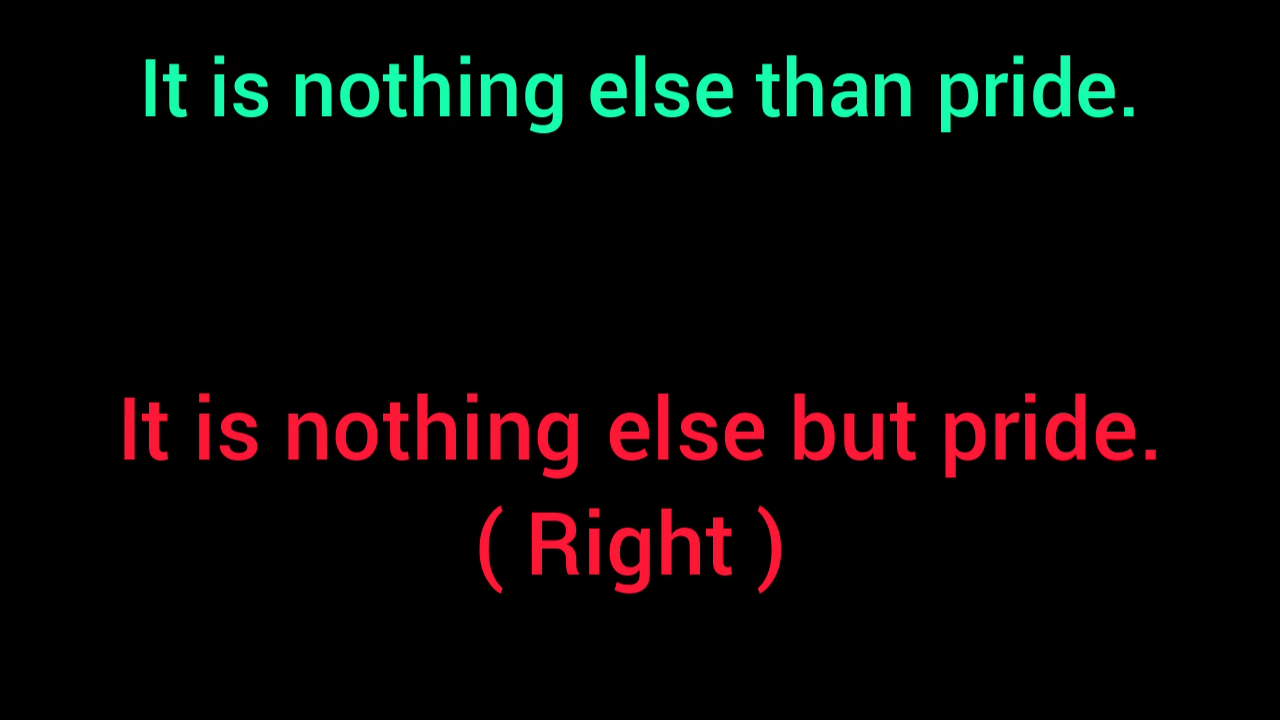 It is nothing else than pride.
It is nothing else but pride.
( Right )